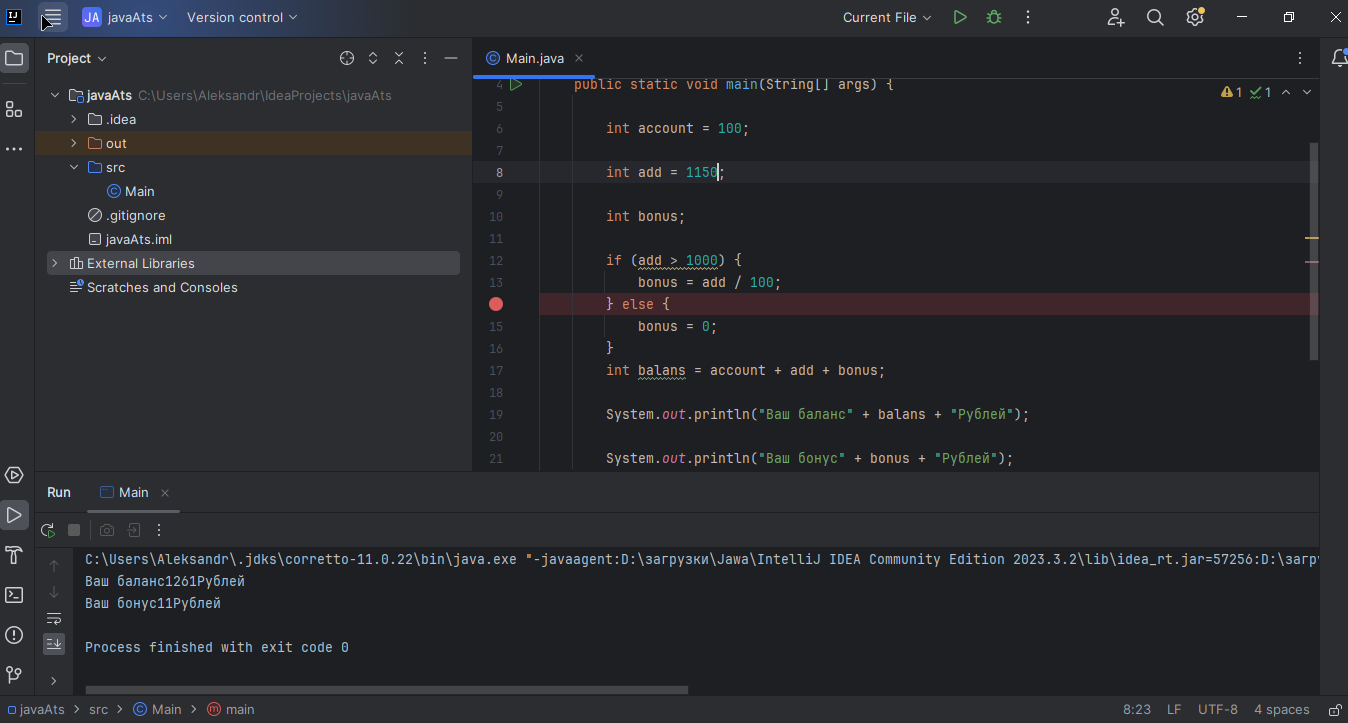 JA javaAts Version control Current File
Project
Main.java
javaAts C:\Users\Aleksandr\IdeaProjects\javaAts
.idea
out
src
Main
.gitignore
javaAts.iml
External Libraries
Scratches and Consoles
1 1
4 public static void main(String[] args) {
5
6 int account = 100;
7
8 int add = 1150;
9
10 int bonus;
11
12 if (add > 1000) {
13 bonus = add / 100;
} else {
15 bonus = 0;
16 }
17 int balans = account + add + bonus;
18
19 System.out.println("Ваш баланс" + balans + "Рублей");
20
21 System.out.println("Ваш бонус" + bonus + "Рублей");
Run Main
C:\Users\Aleksandr\.jdks\corretto-11.0.22\bin\java.exe "-javaagent:D:\загрузки\Jawa\IntelliJ IDEA Community Edition 2023.3.2\lib\idea_rt.jar=57256:D:\загр
Ваш баланс1261Рублей
Ваш бонус11Рублей
Process finished with exit code 0
javaAts > src > Main > main 8:23 LF UTF-8 4 spaces